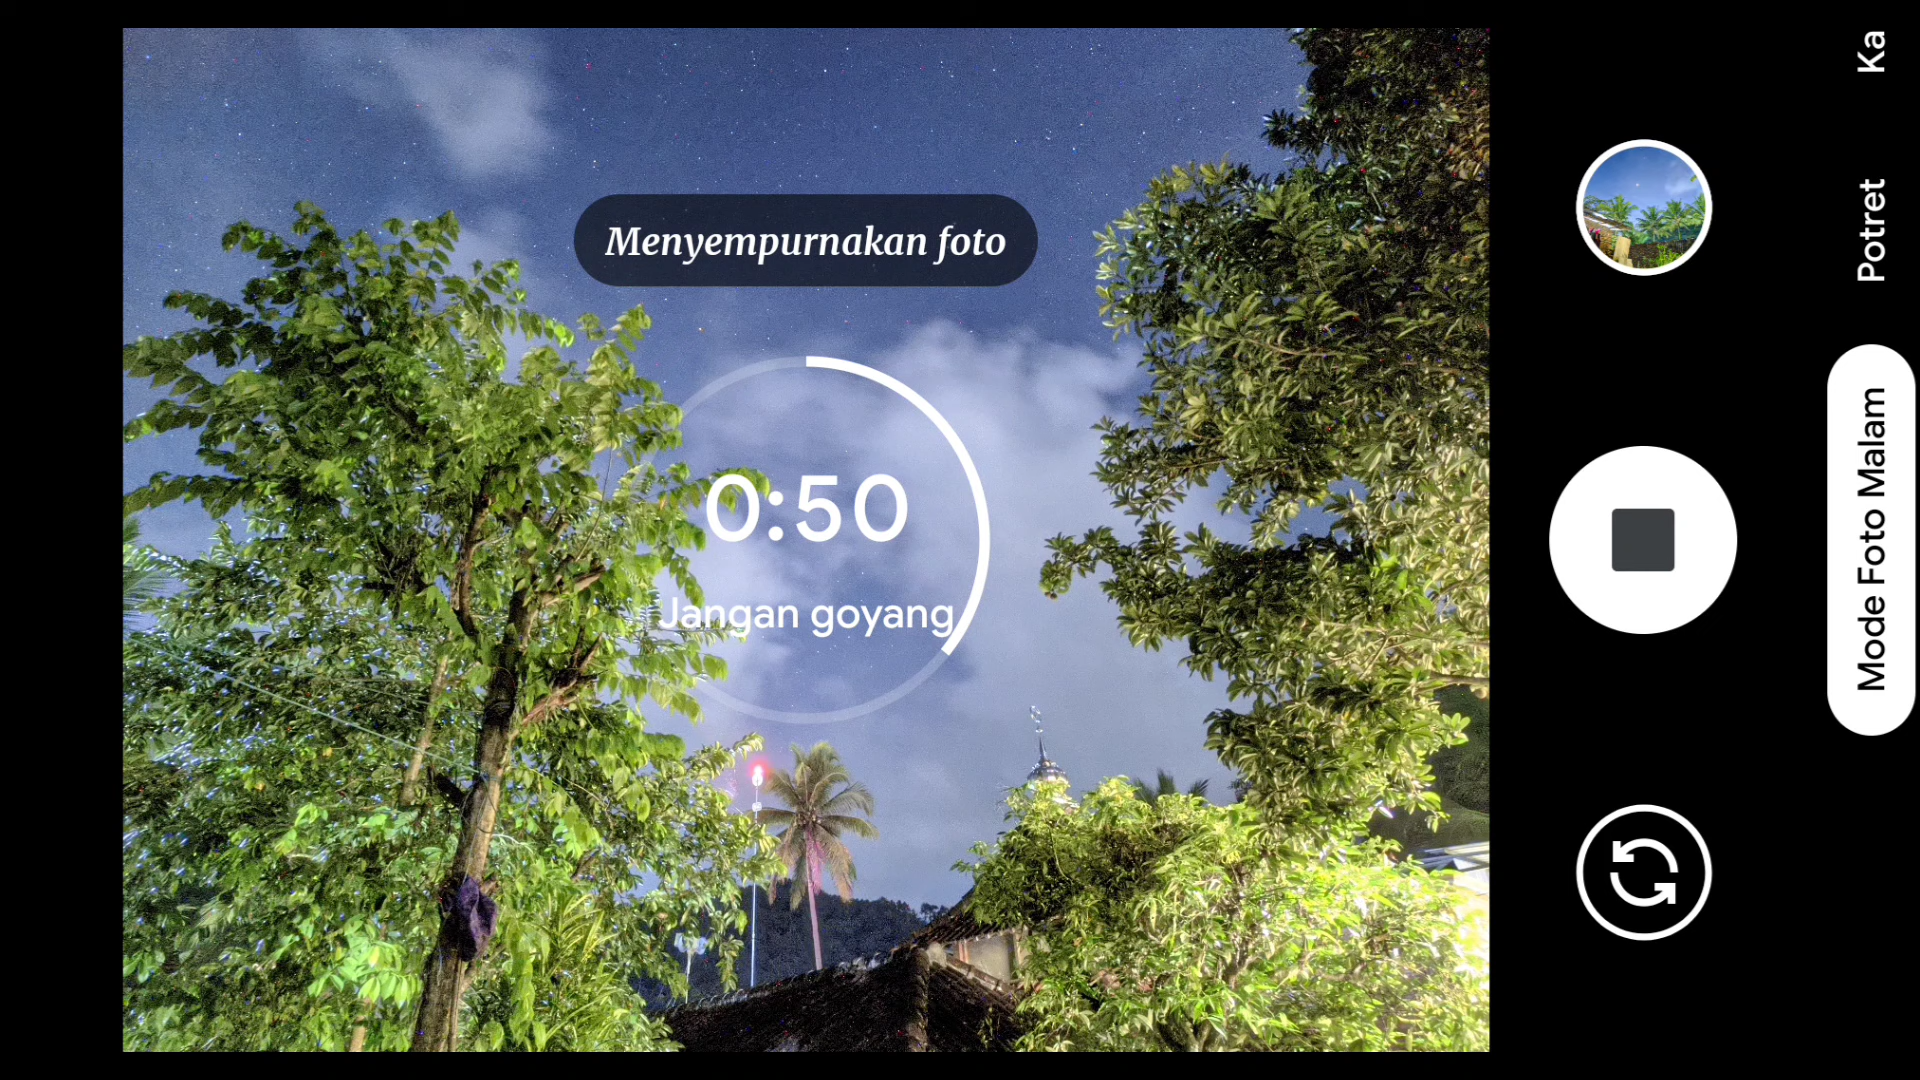 Menyempurnakan foto
0:50
Jangan goyang
Ka
Potret
Mode Foto Malam